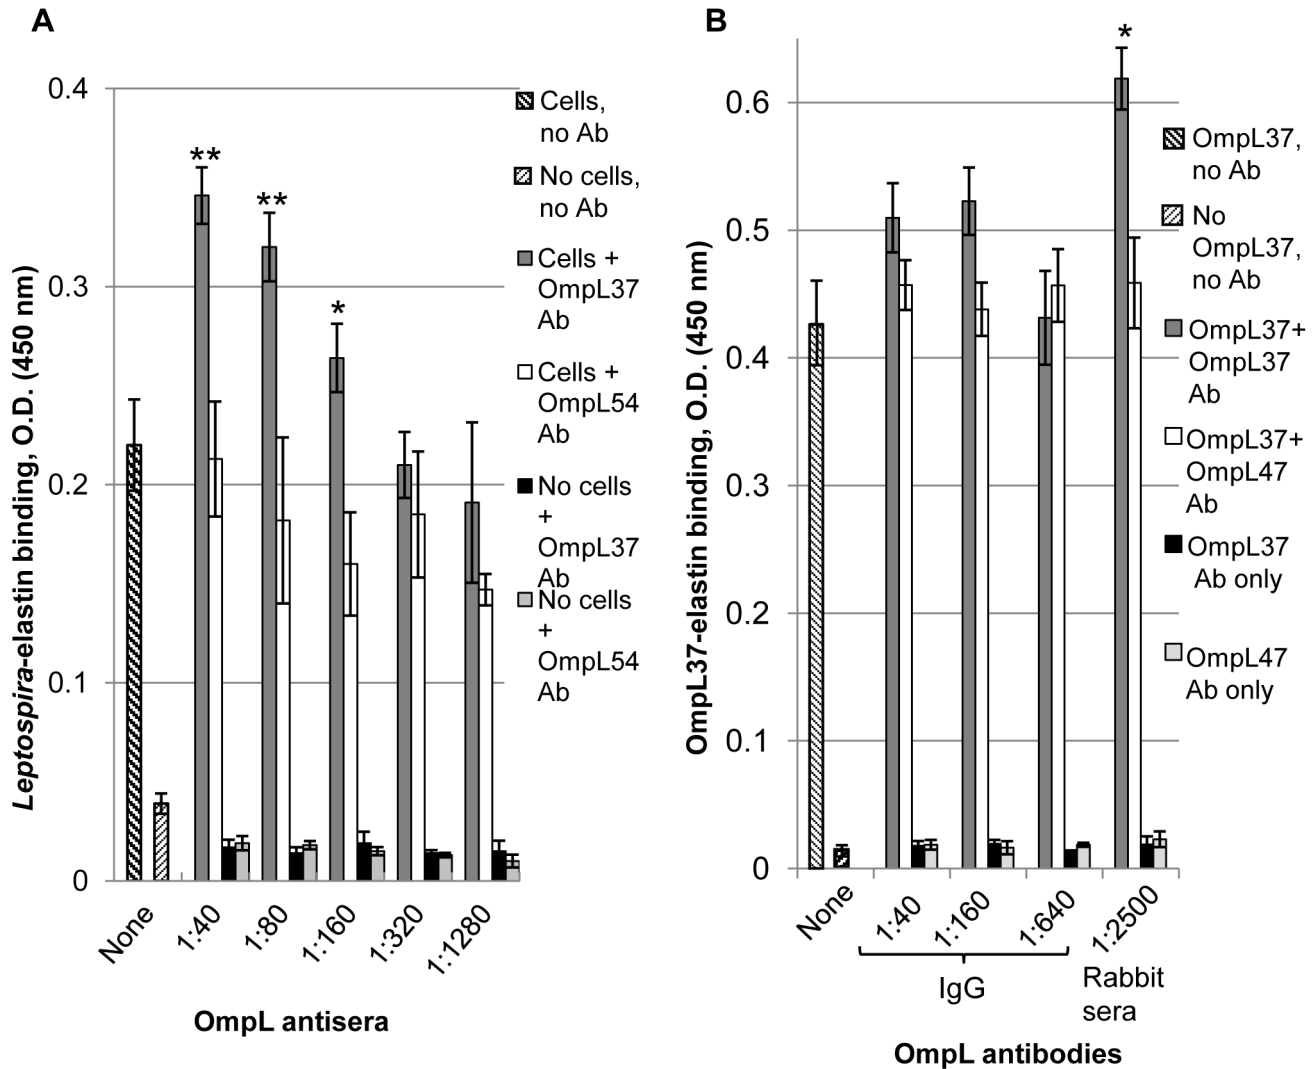 A
Leptospira-elastin binding, O.D. (450 nm)
0.4
0.3
0.2
0.1
0
**
**
*
None
1:40
1:80
1:160
1:320
1:1280
OmpL antisera
Cells,
no Ab
No cells,
no Ab
Cells +
OmpL37
Ab
Cells +
OmpL54
Ab
No cells
+
OmpL37
Ab
No cells
+
OmpL54
Ab
B
OmpL37-elastin binding, O.D. (450 nm)
0.6
0.5
0.4
0.3
0.2
0.1
0
*
None
1:40
1:160
1:640
1:2500
IgG
Rabbit
sera
OmpL antibodies
OmpL37,
no Ab
No
OmpL37,
no Ab
OmpL37+
OmpL37
Ab
OmpL37+
OmpL47
Ab
OmpL37
Ab only
OmpL47
Ab only